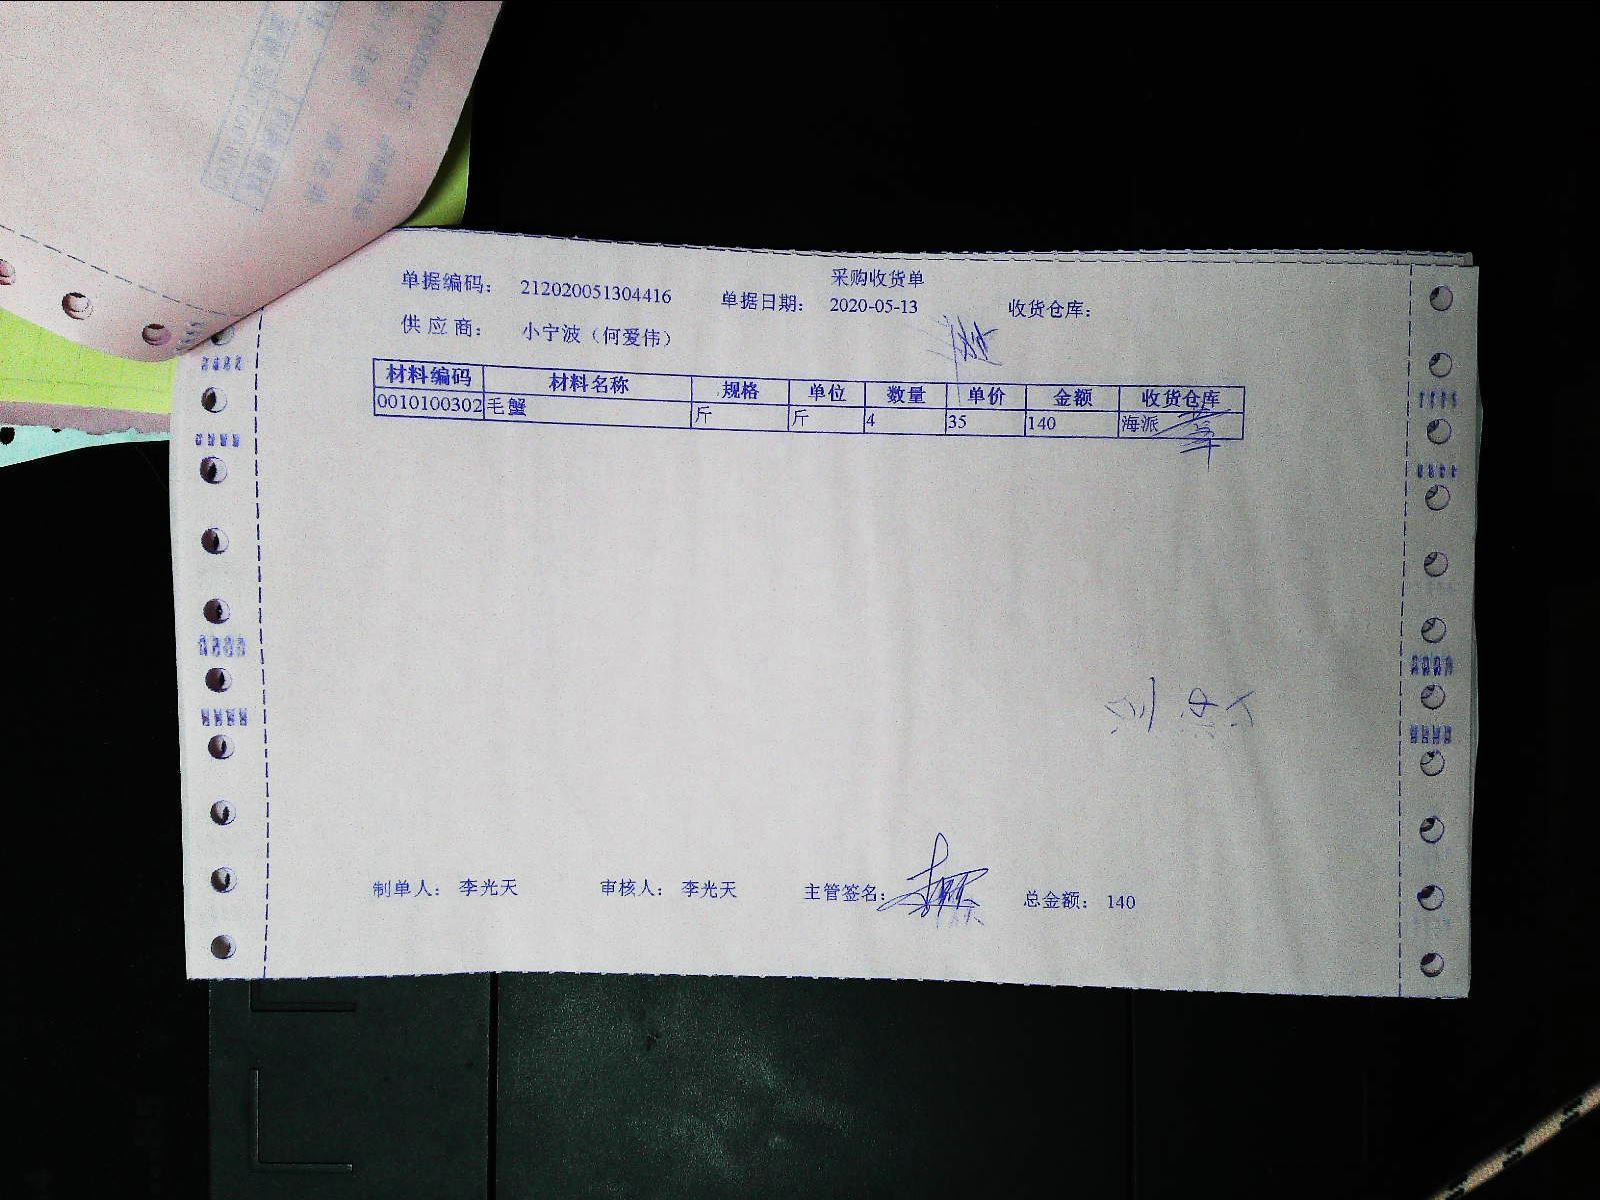 采购收货单
单据编码： 212020051304416 单据日期： 2020-05-13 收货仓库：
供应商： 小宁波（何爱伟）
材料编码 材料名称 规格 单位 数量 单价 金额 收货仓库
0010100302 毛蟹 斤 斤 4 35 140 海派
制单人： 李光天 审核人： 李光天 主管签名： 总金额： 140